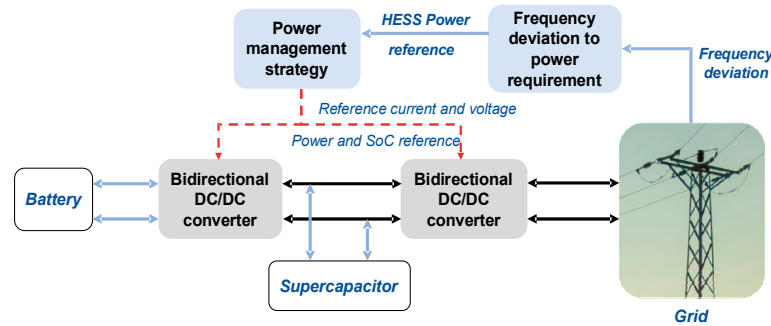 Power
management
strategy
HESS Power
reference
Frequency
deviation to
power
requirement
Frequency
deviation
Reference current and voltage
Power and SoC reference
Battery
Bidirectional
DC/DC
converter
Bidirectional
DC/DC
converter
Supercapacitor
Grid